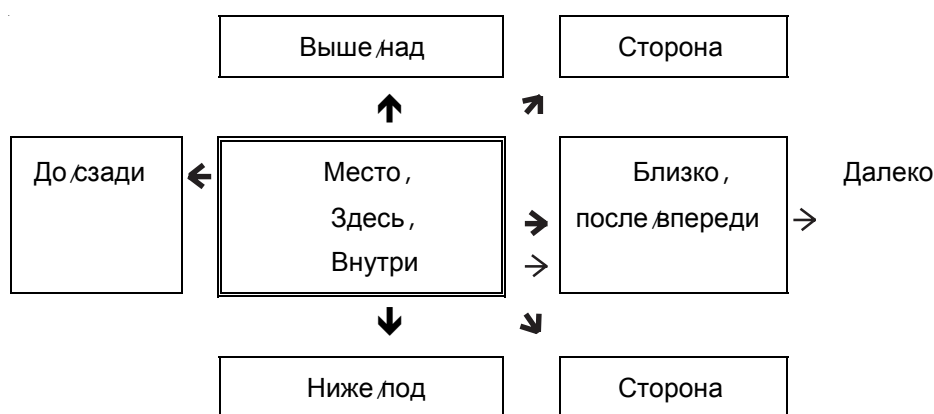 Выше/над
Сторона
До/сзади
Место,
Здесь,
Внутри
Близко,
после/впереди
Далеко
Ниже/под
Сторона